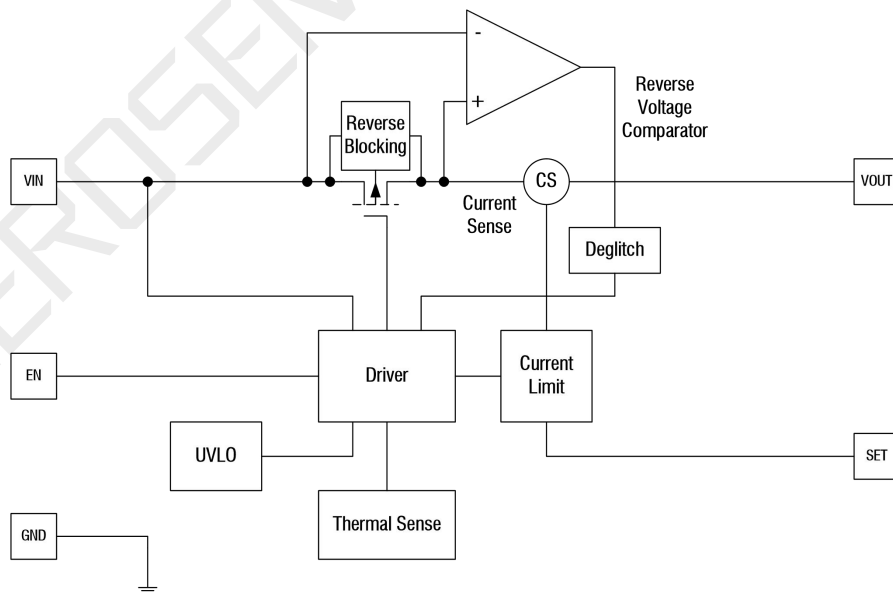 -
+
Reverse
Voltage
Comparator
Reverse
Blocking
VIN
CS
VOUT
Current
Sense
Deglitch
EN
Driver
Current
Limit
UVLO
SET
Thermal Sense
GND